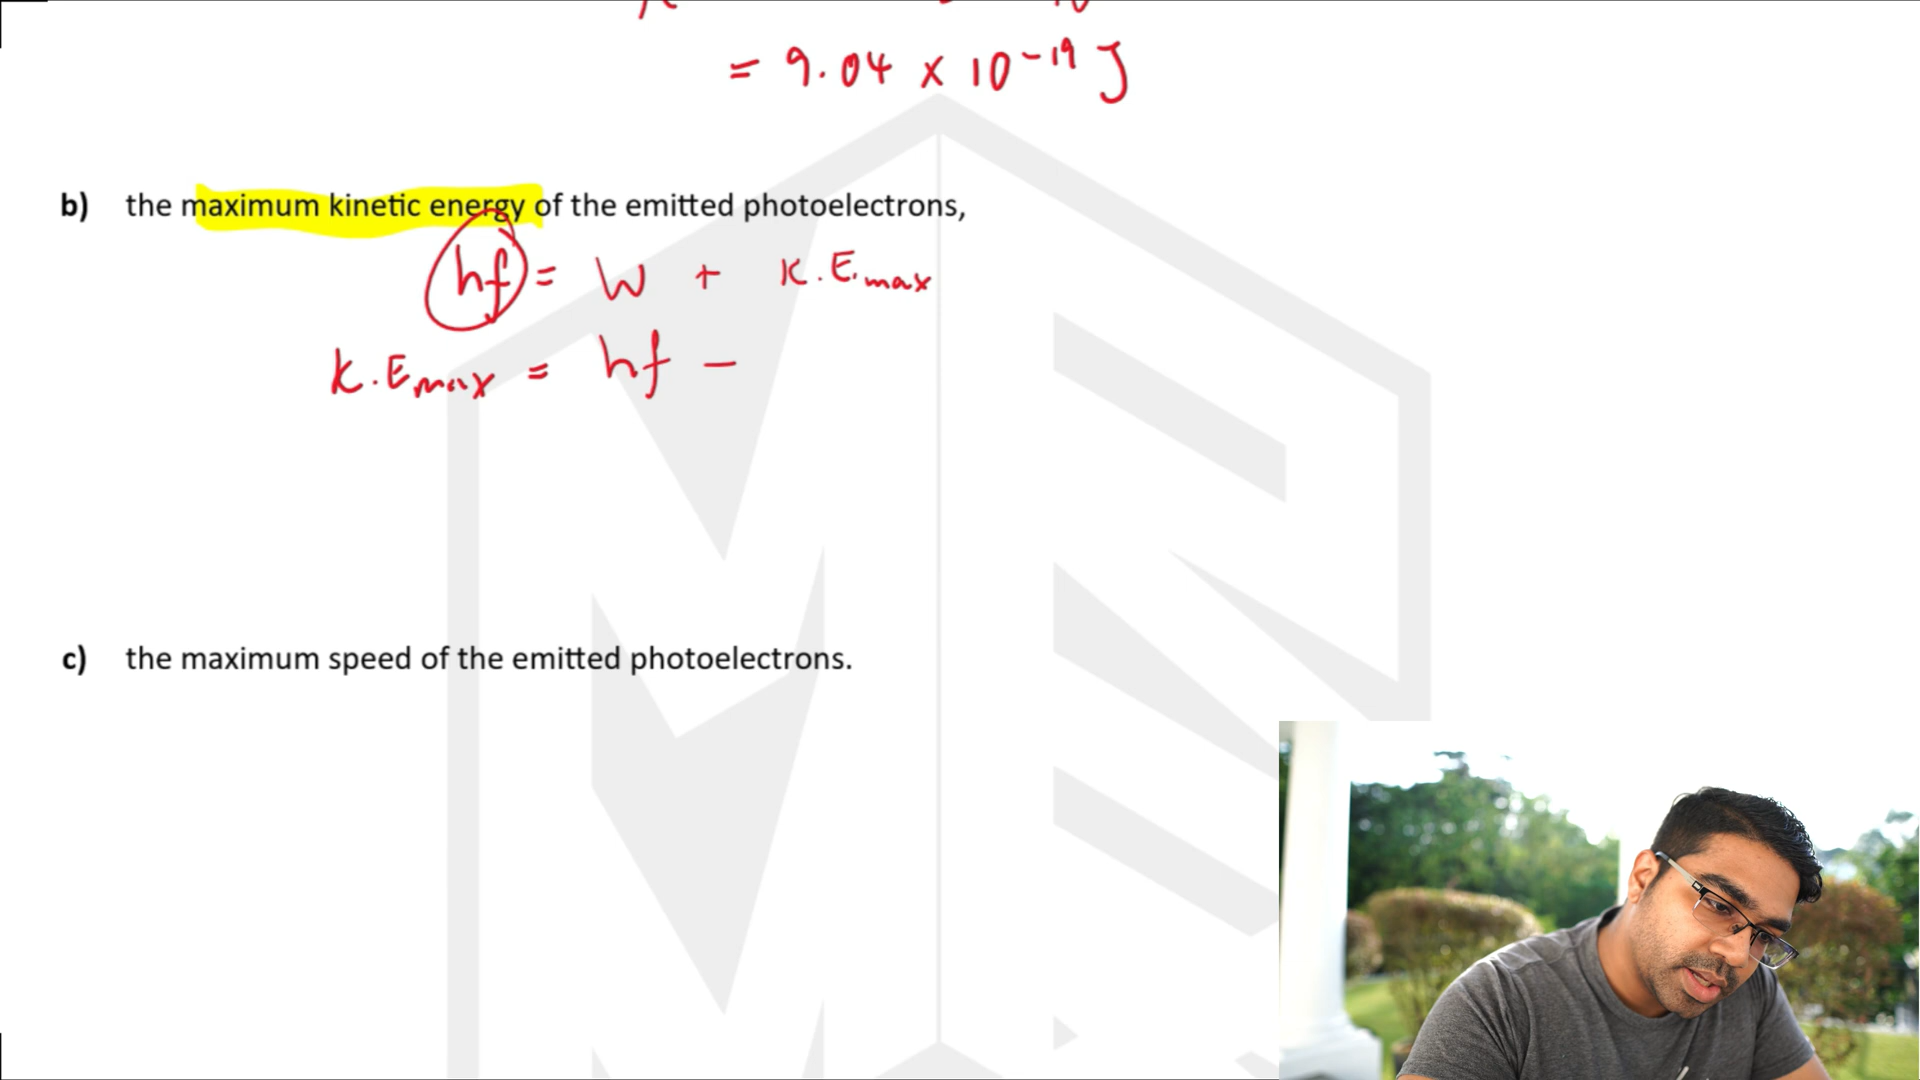 = 9.04 x 10-19 J
b) the maximum kinetic energy of the emitted photoelectrons,
hf = W + K.E.max
K.Emax = hf -
c) the maximum speed of the emitted photoelectrons.